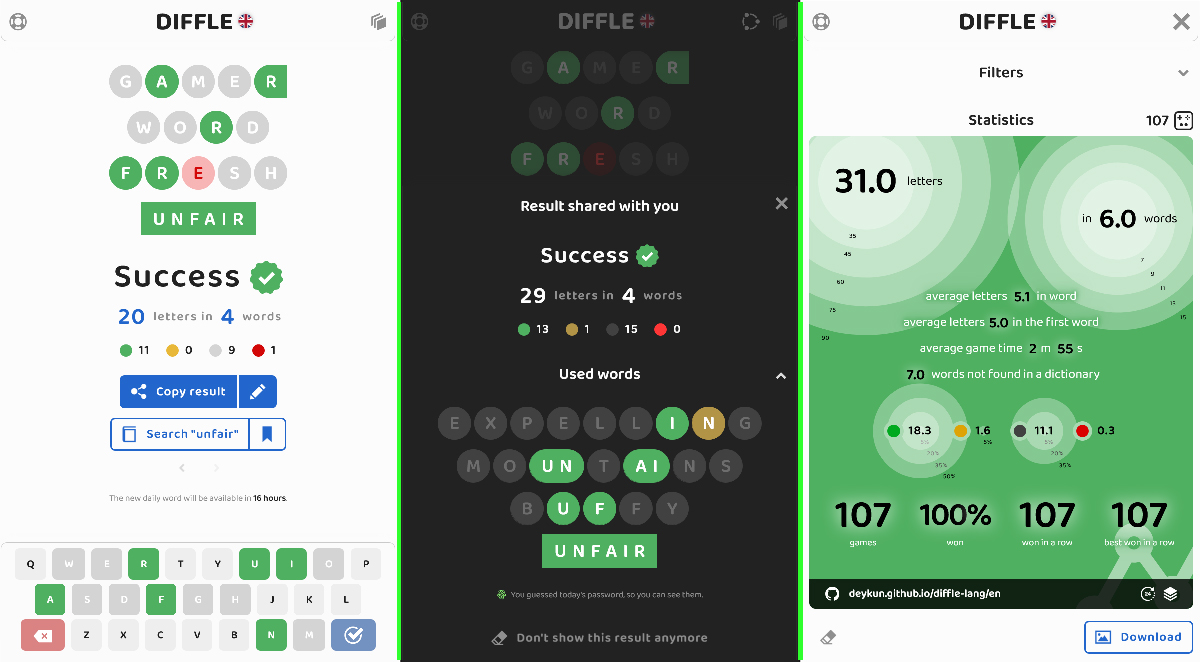 DIFFLE
G A M E R
W O R D
F R E S H
UNFAIR
Success
20 letters in 4 words
11 0 9 1
Copy result
Search "unfair"
The new daily word will be available in 16 hours.
Q W E R T Y U I O P
A S D F G H J K L
Z X C V B N M
DIFFLE
G A M E R
W O R D
F R E S H
Result shared with you
Success
29 letters in 4 words
13 1 15 0
Used words
E X P E L L I N G
M O UN T AI N S
B U F F Y
UNFAIR
You guessed today's password, so you can see them.
Don't show this result anymore
DIFFLE
Filters
Statistics 107
31.0 letters
in 6.0 words
35
45
60
75
90
7
9
11
15
average letters 5.1 in word
average letters 5.0 in the first word
average game time 2 m 55 s
7.0 words not found in a dictionary
18.3 1.6 11.1 0.3
5% 5% 5%
20% 20%
35% 35%
50%
107 100% 107 107
games won won in a row best won in a row
deykun.github.io/diffle-lang/en
24
Download